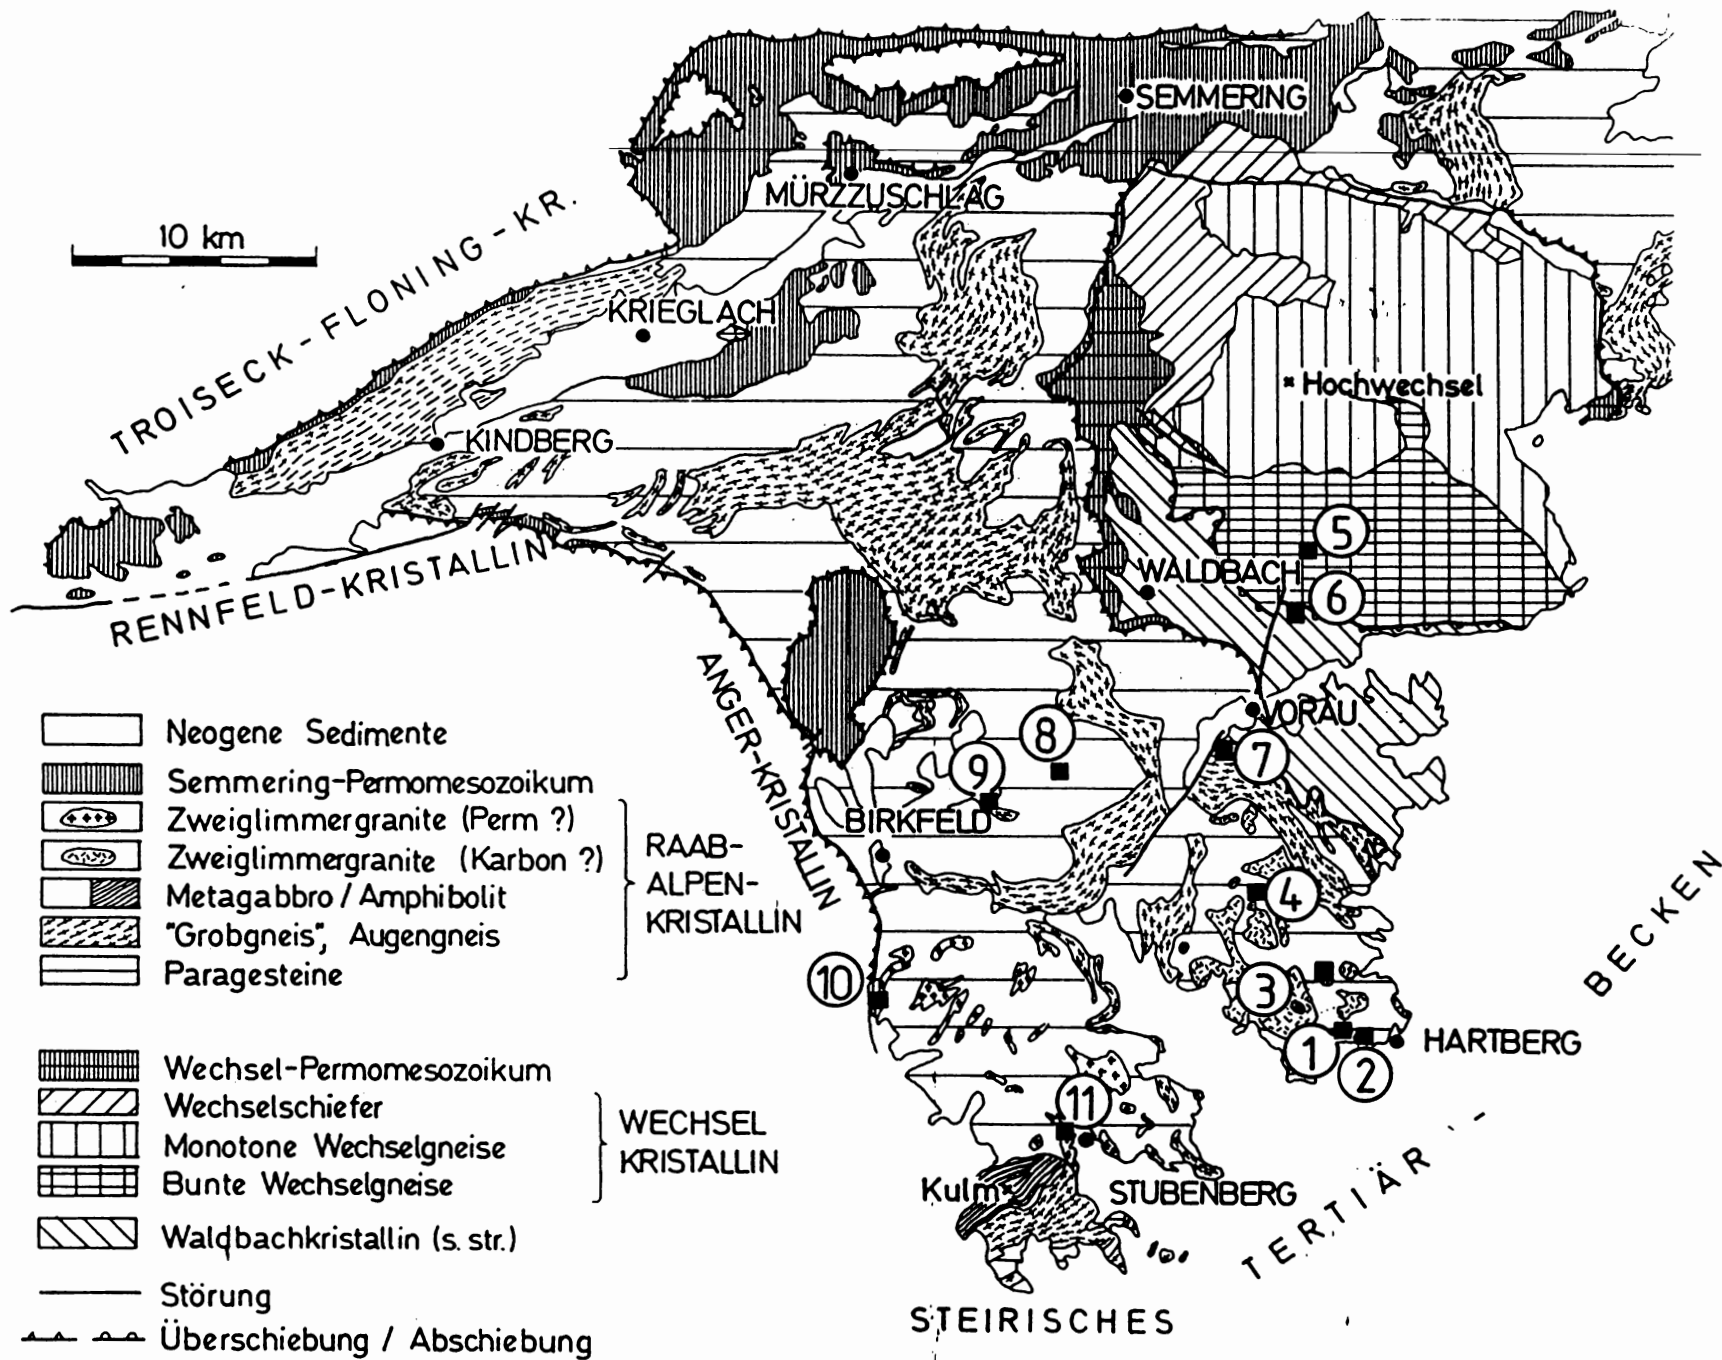 SEMMERING
MÜRZZUSCHLAG
10 km
TROISECK-FLONING-KR.
KRIEGLACH
Hochwechsel
KINDBERG
5
WALDBACH
6
RENNFELD-KRISTALLIN
ANGER-KRISTALLIN
VORAU
8
7
9
BIRKFELD
4
10
3
1
2
HARTBERG
11
Kulm
STUBENBERG
STEIRISCHES
TERTIÄR-
BECKEN
Neogene Sedimente
Semmering-Permomesozoikum
Zweiglimmergranite (Perm ?)
Zweiglimmergranite (Karbon ?)
Metagabbro / Amphibolit
"Grobgneis", Augengneis
Paragesteine
RAAB-
ALPEN-
KRISTALLIN
Wechsel-Permomesozoikum
Wechselschiefer
Monotone Wechselgneise
Bunte Wechselgneise
WECHSEL
KRISTALLIN
Waldbachkristallin (s. str.)
Störung
Überschiebung / Abschiebung